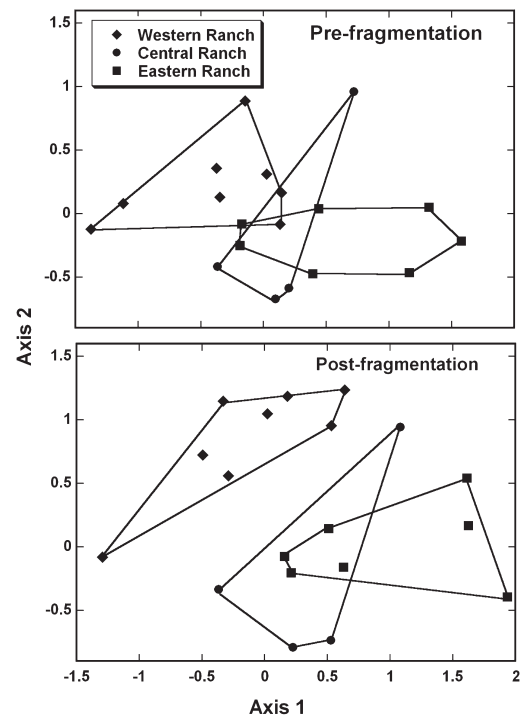 Pre-fragmentation
Western Ranch
Central Ranch
Eastern Ranch
1.5
1
0.5
0
-0.5
Axis 2
Post-fragmentation
1.5
1
0.5
0
-0.5
-1.5 -1 -0.5 0 0.5 1 1.5 2
Axis 1